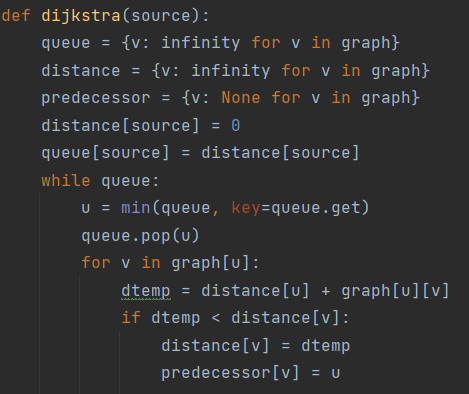 def dijkstra(source):
    queue = {v: infinity for v in graph}
    distance = {v: infinity for v in graph}
    predecessor = {v: None for v in graph}
    distance[source] = 0
    queue[source] = distance[source]
    while queue:
        u = min(queue, key=queue.get)
        queue.pop(u)
        for v in graph[u]:
            dtemp = distance[u] + graph[u][v]
            if dtemp < distance[v]:
                distance[v] = dtemp
                predecessor[v] = u